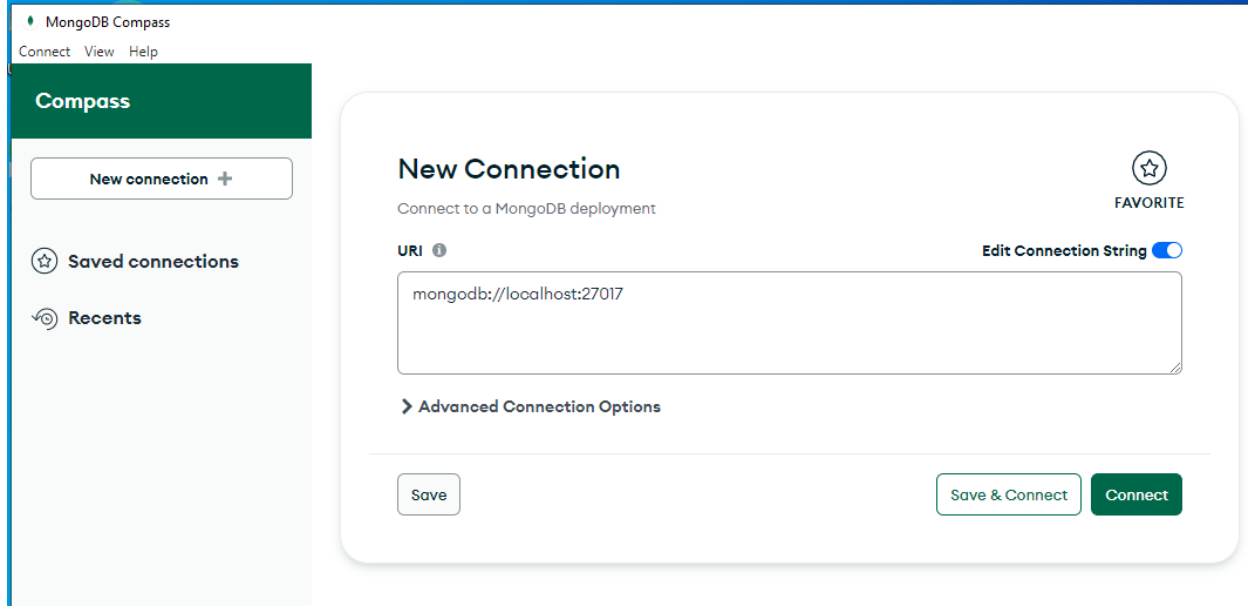 MongoDB Compass
Connect View Help
Compass
New connection
Saved connections
Recents
New Connection
Connect to a MongoDB deployment
FAVORITE
URI
Edit Connection String
mongodb://localhost:27017
Advanced Connection Options
Save
Save & Connect
Connect